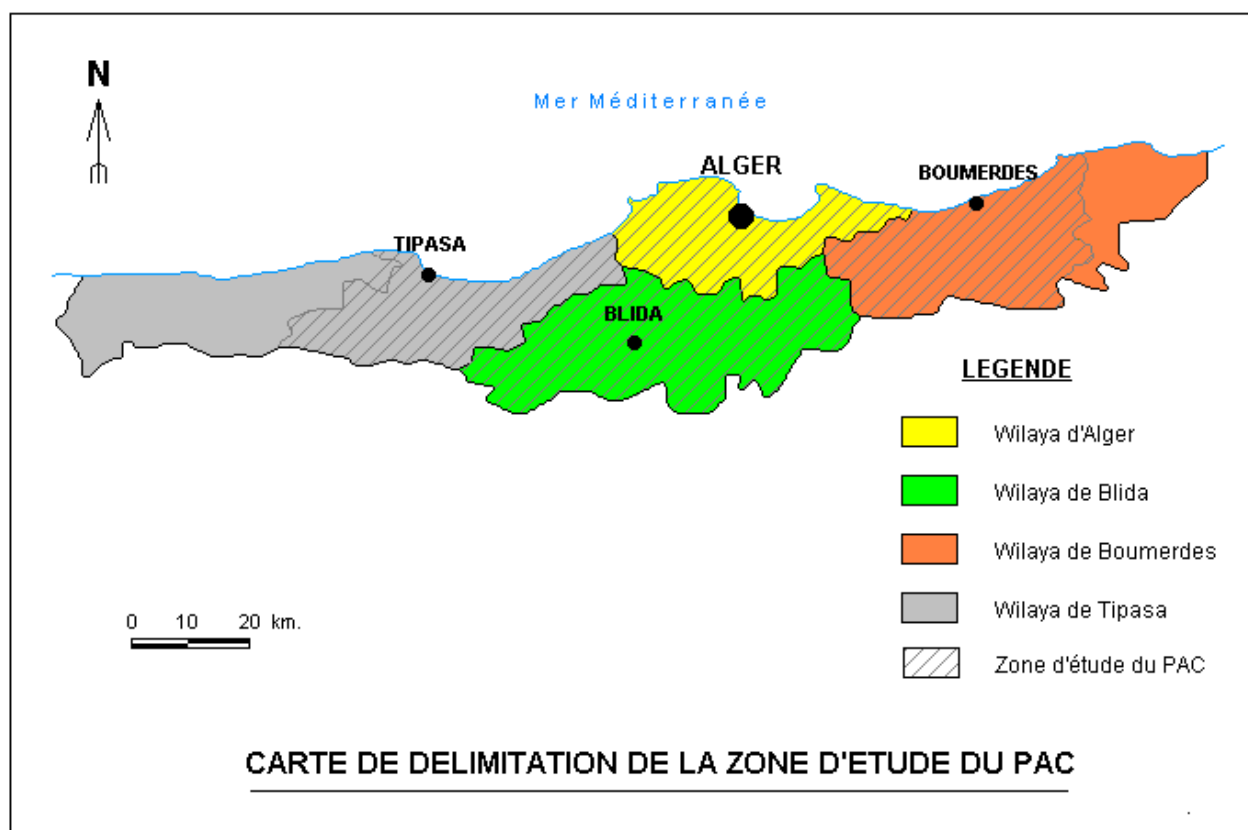 N
Mer Méditerranée
ALGER
BOUMERDES
TIPASA
BLIDA
LEGENDE
Wilaya d'Alger
Wilaya de Blida
Wilaya de Boumerdes
Wilaya de Tipasa
Zone d'étude du PAC
0 10 20 km.
CARTE DE DELIMITATION DE LA ZONE D'ETUDE DU PAC